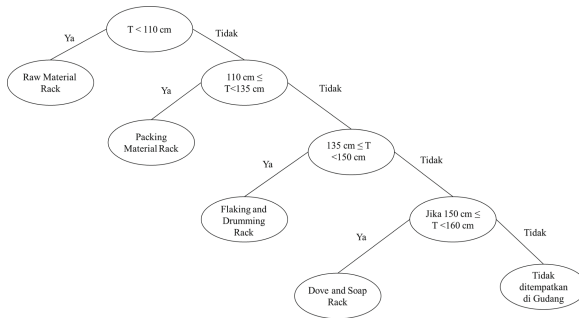 T < 110 cm
Ya
Tidak
Raw Material
Rack
110 cm ≤
T<135 cm
Ya
Tidak
Packing
Material Rack
135 cm ≤ T
<150 cm
Ya
Tidak
Flaking and
Drumming
Rack
Jika 150 cm ≤
T <160 cm
Ya
Tidak
Dove and Soap
Rack
Tidak
ditempatkan
di Gudang